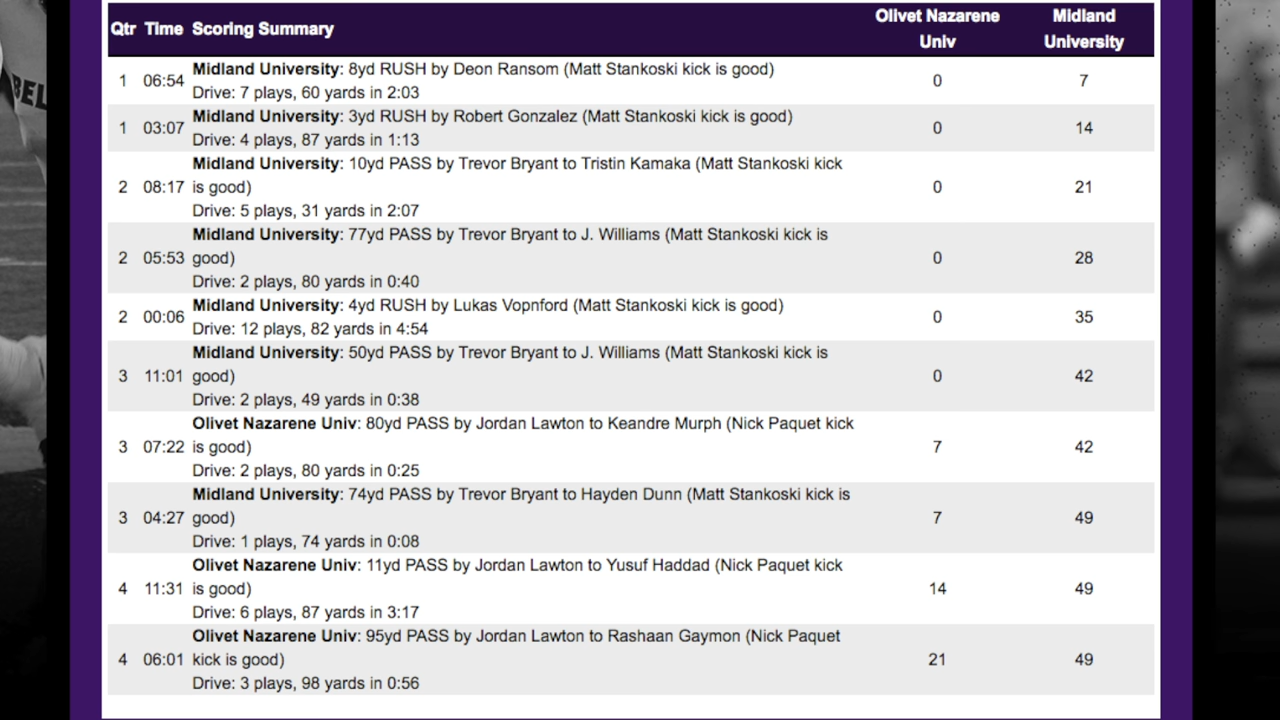 BEL
Qtr Time Scoring Summary Olivet Nazarene Univ Midland University
1 06:54 Midland University: 8yd RUSH by Deon Ransom (Matt Stankoski kick is good) 0 7
Drive: 7 plays, 60 yards in 2:03
1 03:07 Midland University: 3yd RUSH by Robert Gonzalez (Matt Stankoski kick is good) 0 14
Drive: 4 plays, 87 yards in 1:13
Midland University: 10yd PASS by Trevor Bryant to Tristin Kamaka (Matt Stankoski kick
2 08:17 is good) 0 21
Drive: 5 plays, 31 yards in 2:07
Midland University: 77yd PASS by Trevor Bryant to J. Williams (Matt Stankoski kick is
2 05:53 good) 0 28
Drive: 2 plays, 80 yards in 0:40
2 00:06 Midland University: 4yd RUSH by Lukas Vopnford (Matt Stankoski kick is good) 0 35
Drive: 12 plays, 82 yards in 4:54
Midland University: 50yd PASS by Trevor Bryant to J. Williams (Matt Stankoski kick is
3 11:01 good) 0 42
Drive: 2 plays, 49 yards in 0:38
Olivet Nazarene Univ: 80yd PASS by Jordan Lawton to Keandre Murph (Nick Paquet kick
3 07:22 is good) 7 42
Drive: 2 plays, 80 yards in 0:25
Midland University: 74yd PASS by Trevor Bryant to Hayden Dunn (Matt Stankoski kick is
3 04:27 good) 7 49
Drive: 1 plays, 74 yards in 0:08
Olivet Nazarene Univ: 11yd PASS by Jordan Lawton to Yusuf Haddad (Nick Paquet kick
4 11:31 is good) 14 49
Drive: 6 plays, 87 yards in 3:17
Olivet Nazarene Univ: 95yd PASS by Jordan Lawton to Rashaan Gaymon (Nick Paquet
4 06:01 kick is good) 21 49
Drive: 3 plays, 98 yards in 0:56